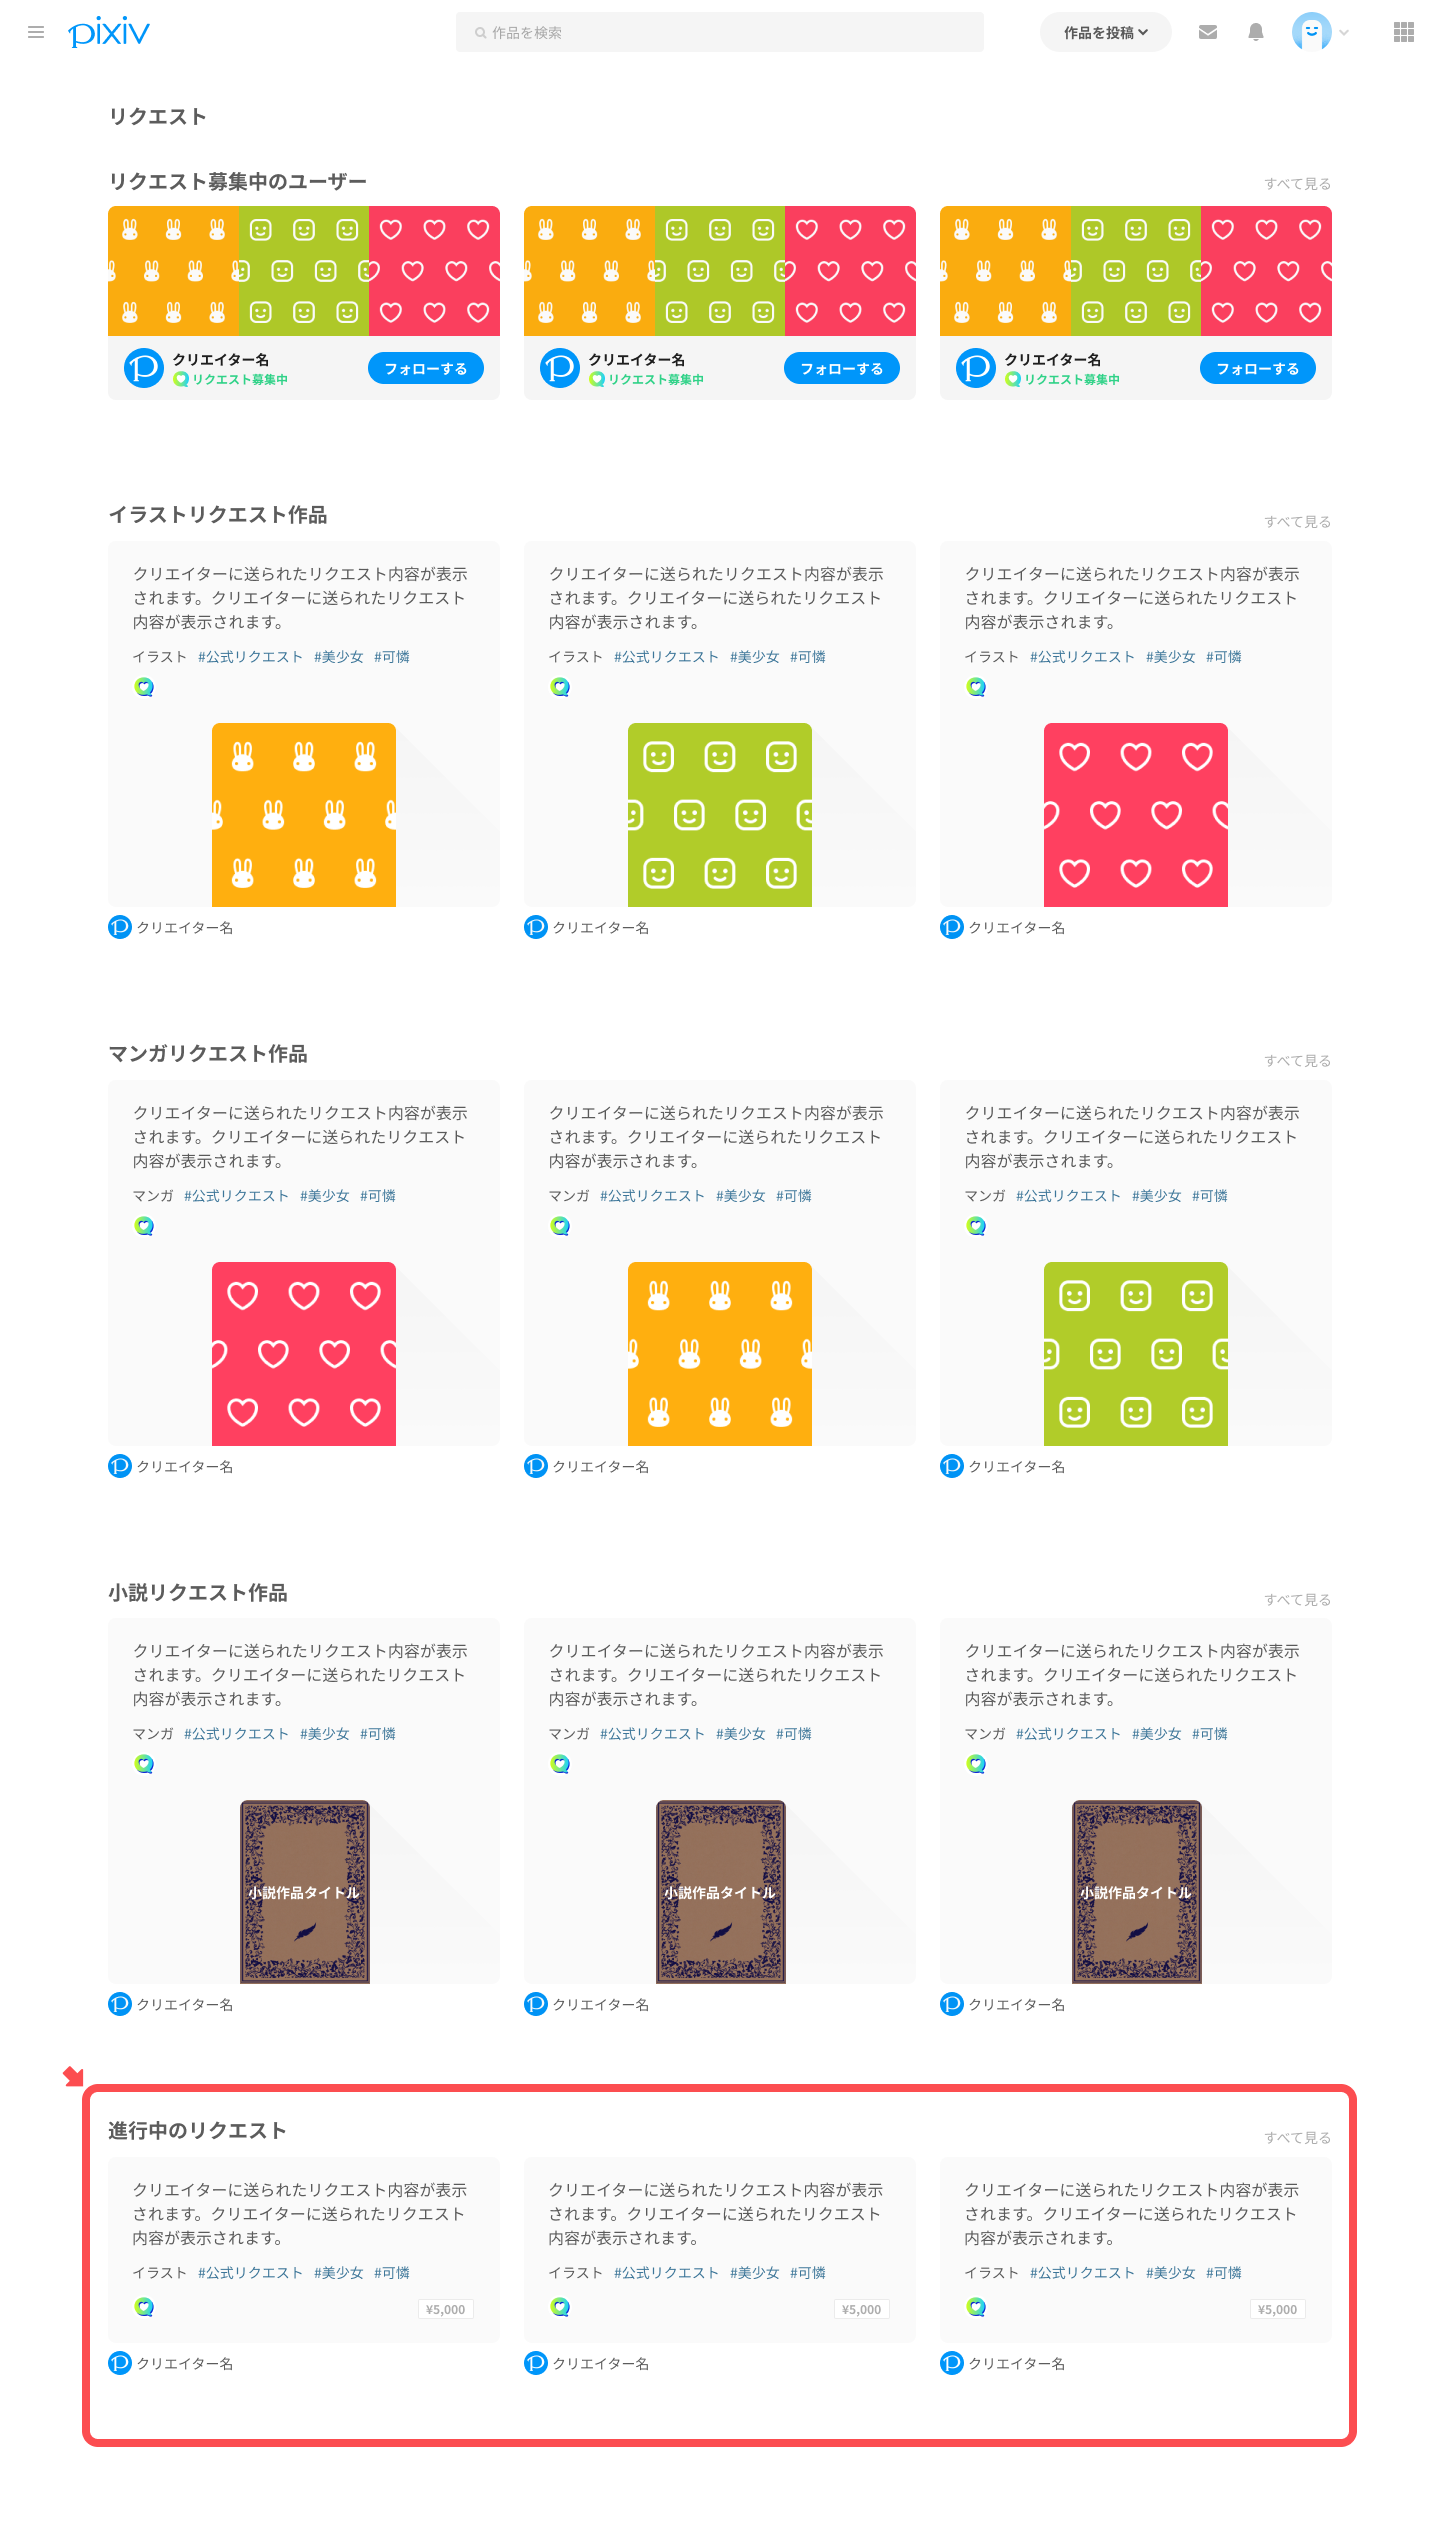 pixiv
作品を検索
作品を投稿
リクエスト
リクエスト募集中のユーザー
すべて見る
クリエイター名
リクエスト募集中
フォローする
クリエイター名
リクエスト募集中
フォローする
クリエイター名
リクエスト募集中
フォローする
イラストリクエスト作品
すべて見る
クリエイターに送られたリクエスト内容が表示
されます。クリエイターに送られたリクエスト
内容が表示されます。
イラスト #公式リクエスト #美少女 #可憐
クリエイター名
クリエイターに送られたリクエスト内容が表示
されます。クリエイターに送られたリクエスト
内容が表示されます。
イラスト #公式リクエスト #美少女 #可憐
クリエイター名
クリエイターに送られたリクエスト内容が表示
されます。クリエイターに送られたリクエスト
内容が表示されます。
イラスト #公式リクエスト #美少女 #可憐
クリエイター名
マンガリクエスト作品
すべて見る
クリエイターに送られたリクエスト内容が表示
されます。クリエイターに送られたリクエスト
内容が表示されます。
マンガ #公式リクエスト #美少女 #可憐
クリエイター名
クリエイターに送られたリクエスト内容が表示
されます。クリエイターに送られたリクエスト
内容が表示されます。
マンガ #公式リクエスト #美少女 #可憐
クリエイター名
クリエイターに送られたリクエスト内容が表示
されます。クリエイターに送られたリクエスト
内容が表示されます。
マンガ #公式リクエスト #美少女 #可憐
クリエイター名
小説リクエスト作品
すべて見る
クリエイターに送られたリクエスト内容が表示
されます。クリエイターに送られたリクエスト
内容が表示されます。
マンガ #公式リクエスト #美少女 #可憐
小説作品タイトル
クリエイター名
クリエイターに送られたリクエスト内容が表示
されます。クリエイターに送られたリクエスト
内容が表示されます。
マンガ #公式リクエスト #美少女 #可憐
小説作品タイトル
クリエイター名
クリエイターに送られたリクエスト内容が表示
されます。クリエイターに送られたリクエスト
内容が表示されます。
マンガ #公式リクエスト #美少女 #可憐
小説作品タイトル
クリエイター名
進行中のリクエスト
すべて見る
クリエイターに送られたリクエスト内容が表示
されます。クリエイターに送られたリクエスト
内容が表示されます。
イラスト #公式リクエスト #美少女 #可憐
¥5,000
クリエイター名
クリエイターに送られたリクエスト内容が表示
されます。クリエイターに送られたリクエスト
内容が表示されます。
イラスト #公式リクエスト #美少女 #可憐
¥5,000
クリエイター名
クリエイターに送られたリクエスト内容が表示
されます。クリエイターに送られたリクエスト
内容が表示されます。
イラスト #公式リクエスト #美少女 #可憐
¥5,000
クリエイター名